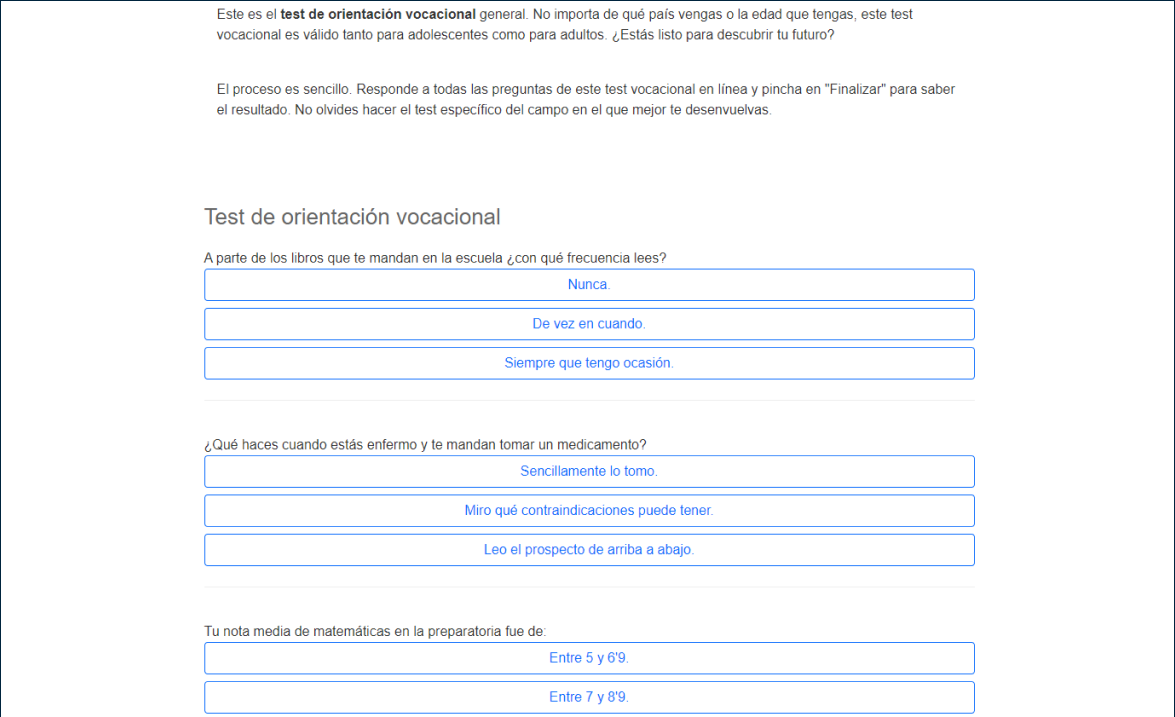 Este es el test de orientación vocacional general. No importa de qué país vengas o la edad que tengas, este test
vocacional es válido tanto para adolescentes como para adultos. ¿Estás listo para descubrir tu futuro?
El proceso es sencillo. Responde a todas las preguntas de este test vocacional en línea y pincha en "Finalizar" para saber
el resultado. No olvides hacer el test específico del campo en el que mejor te desenvuelvas.
Test de orientación vocacional
A parte de los libros que te mandan en la escuela ¿con qué frecuencia lees?
Nunca.
De vez en cuando.
Siempre que tengo ocasión.
¿Qué haces cuando estás enfermo y te mandan tomar un medicamento?
Sencillamente lo tomo.
Miro qué contraindicaciones puede tener.
Leo el prospecto de arriba a abajo.
Tu nota media de matemáticas en la preparatoria fue de:
Entre 5 y 6'9.
Entre 7 y 8'9.